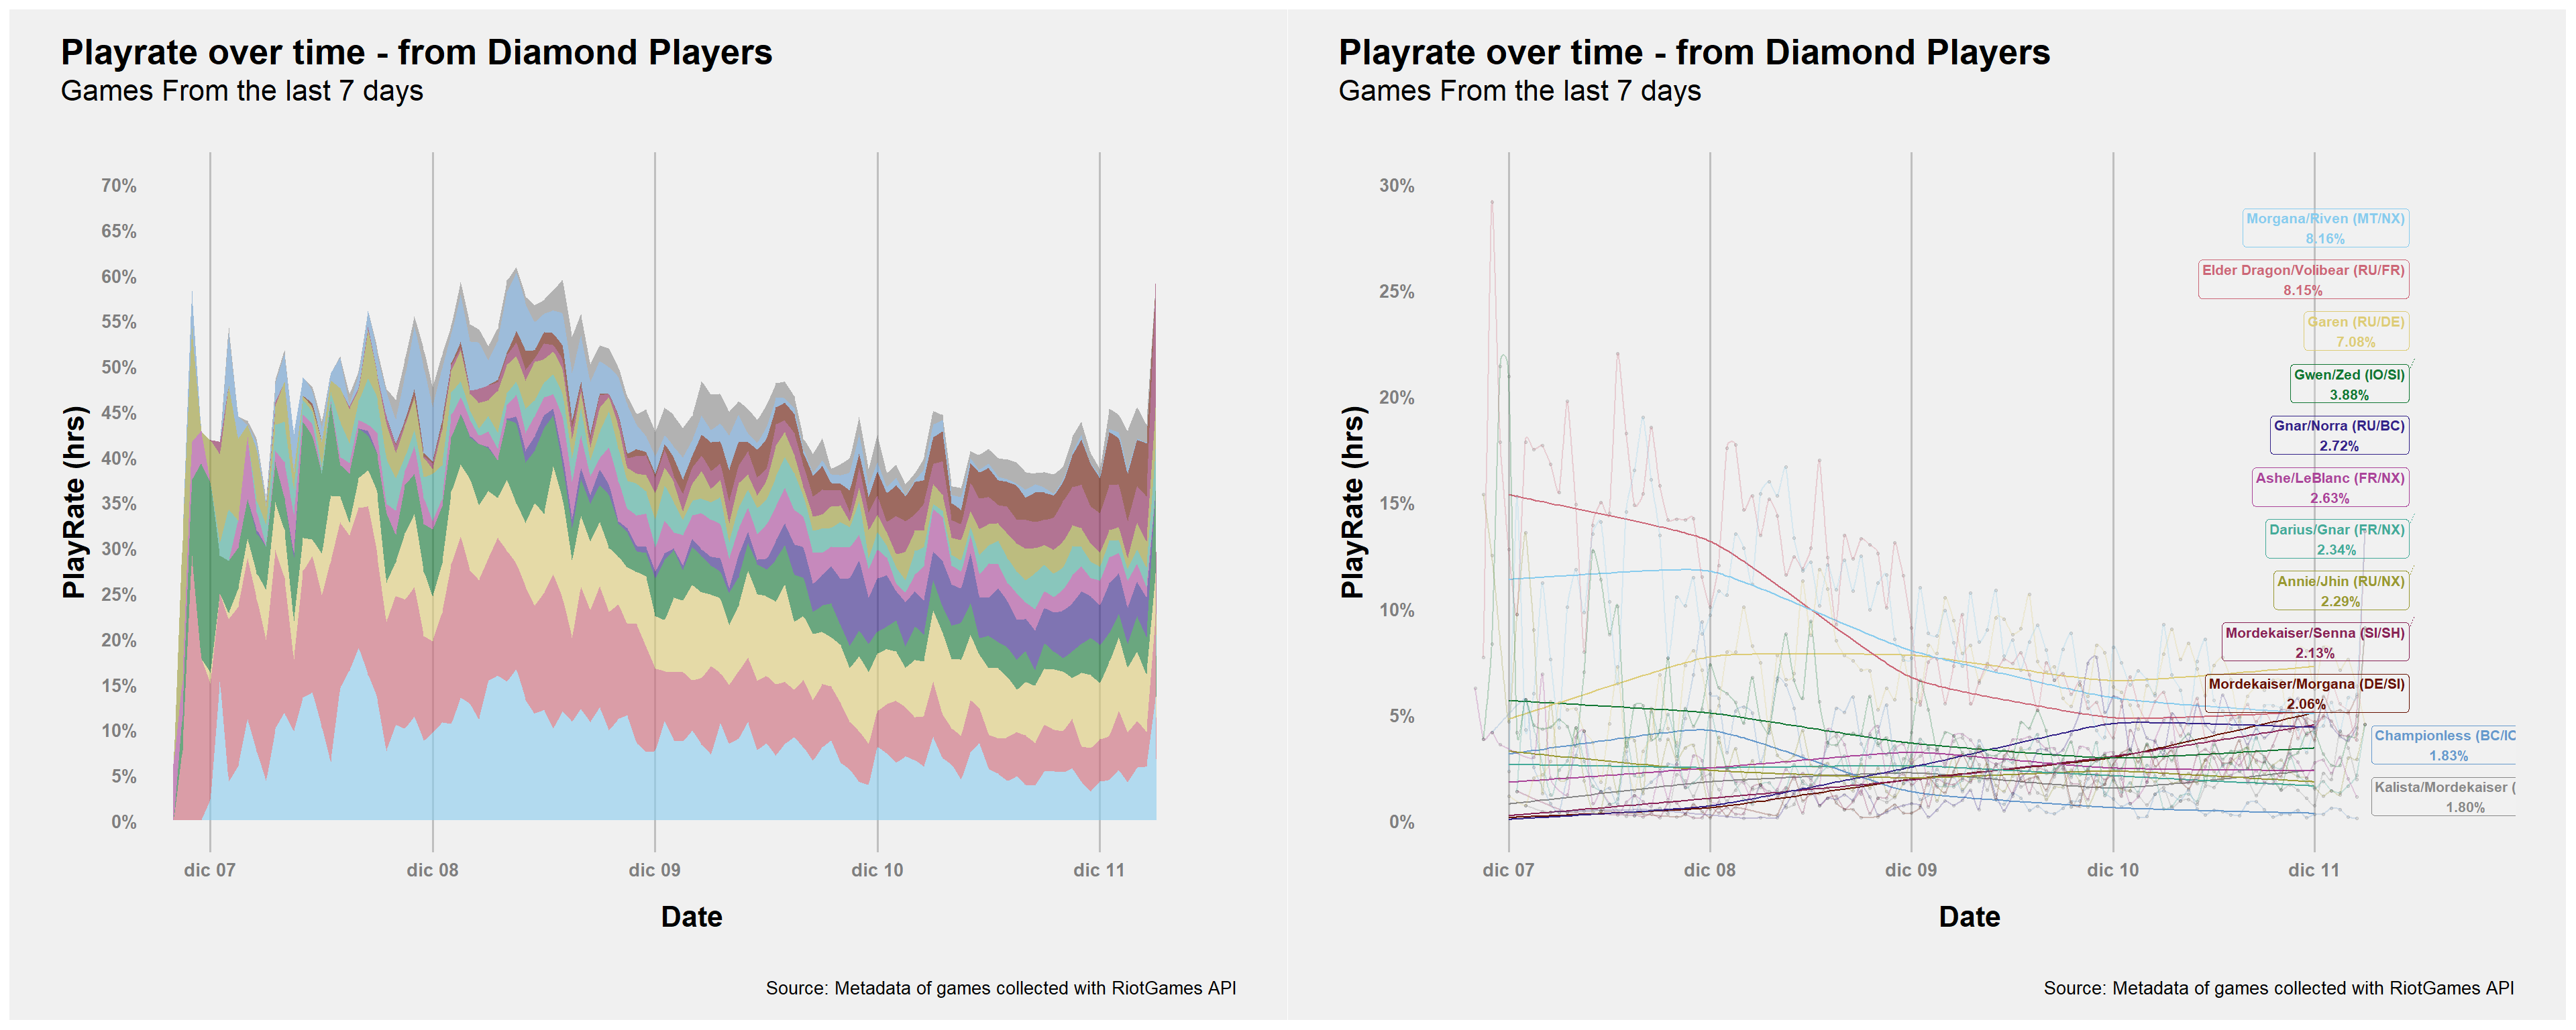 Playrate over time - from Diamond Players
Games From the last 7 days
PlayRate (hrs)
70%
65%
60%
55%
50%
45%
40%
35%
30%
25%
20%
15%
10%
5%
0%
dic 07
dic 08
dic 09
dic 10
dic 11
Date
Source: Metadata of games collected with RiotGames API
Playrate over time - from Diamond Players
Games From the last 7 days
PlayRate (hrs)
30%
25%
20%
15%
10%
5%
0%
Morgana/Riven (MT/NX)
8.16%
Elder Dragon/Volibear (RU/FR)
8.15%
Garen (RU/DE)
7.08%
Gwen/Zed (IO/SI)
3.88%
Gnar/Norra (RU/BC)
2.72%
Ashe/LeBlanc (FR/NX)
2.63%
Darius/Gnar (FR/NX)
2.34%
Annie/Jhin (RU/NX)
2.29%
Mordekaiser/Senna (SI/SH)
2.13%
Mordekaiser/Morgana (DE/SI)
2.06%
Championless (BC/IO
1.83%
Kalista/Mordekaiser (
1.80%
dic 07
dic 08
dic 09
dic 10
dic 11
Date
Source: Metadata of games collected with RiotGames API